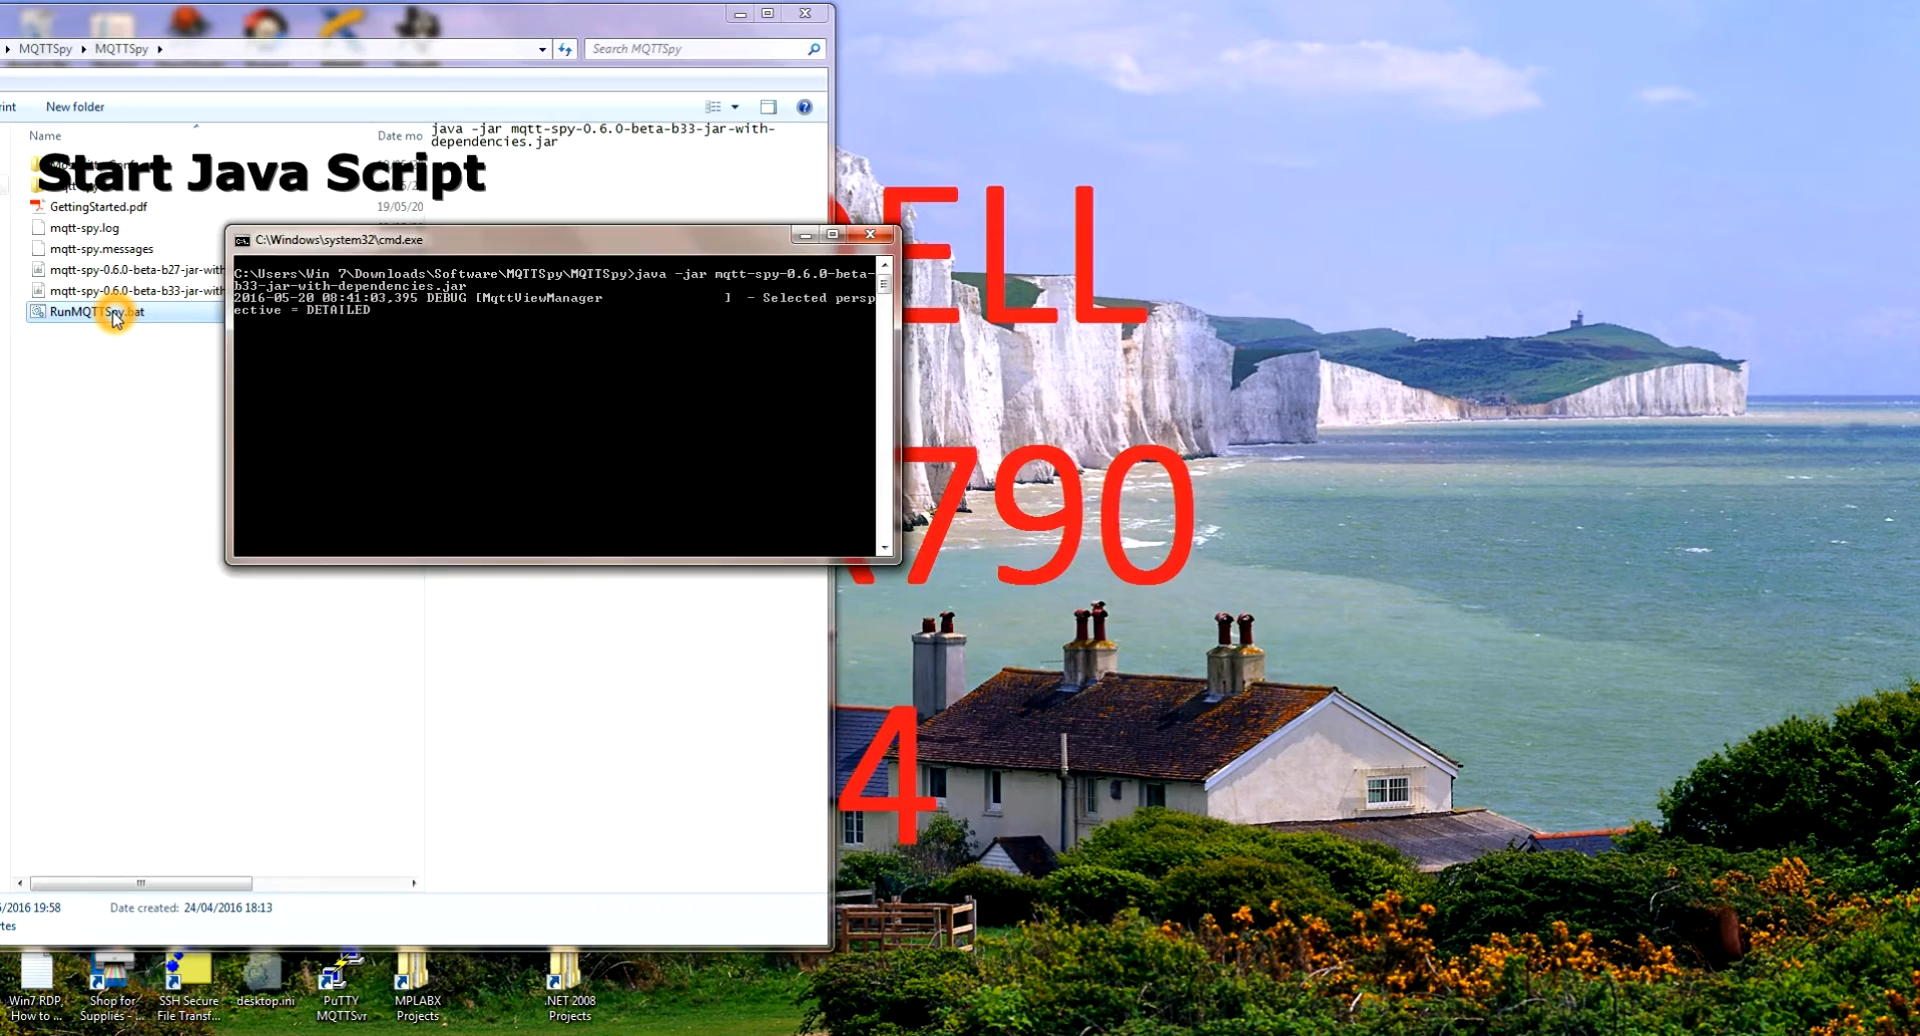 MQTTSpy MQTTSpy
Search MQTTSpy
New folder
Name
Date mo
java -jar mqtt-spy-0.6.0-beta-b33-jar-with-
dependencies.jar
Start Java Script
GettingStarted.pdf
19/05/20
mqtt-spy.log
mqtt-spy.messages
mqtt-spy-0.6.0-beta-b27-jar-with
mqtt-spy-0.6.0-beta-b33-jar-with
RunMQTTSpy.bat
C:\Windows\system32\cmd.exe
C:\Users\Win 7\Downloads\Software\MQTTSpy\MQTTSpy>java -jar mqtt-spy-0.6.0-beta-
b33-jar-with-dependencies.jar
2016-05-20 08:41:03,395 DEBUG [MqttViewManager ] - Selected persp
ective = DETAILED
ELL
790
4
/2016 19:58
Date created: 24/04/2016 18:13
Win7 RDP,
How to ...
Shop for
Supplies - ...
SSH Secure
File Transf...
desktop.ini
PuTTY
MQTTSvr
MPLABX
Projects
.NET 2008
Projects